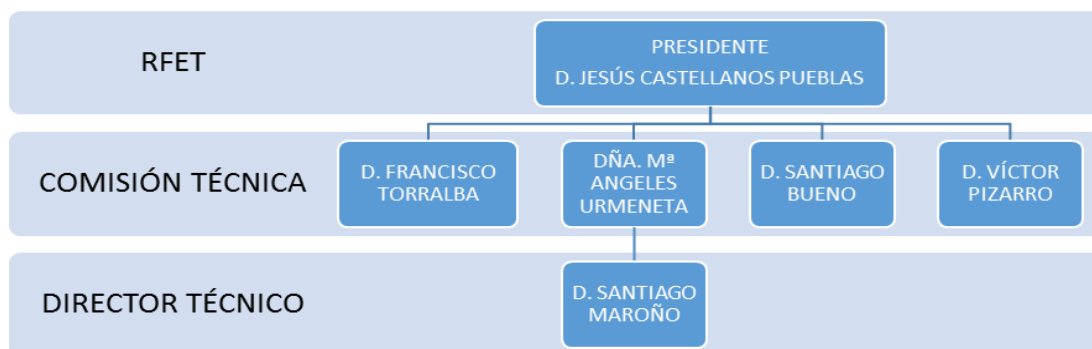 RFET
PRESIDENTE
D. JESÚS CASTELLANOS PUEBLAS
COMISIÓN TÉCNICA
D. FRANCISCO
TORRALBA
DÑA. Mª
ANGELES
URMENETA
D. SANTIAGO
BUENO
D. VÍCTOR
PIZARRO
DIRECTOR TÉCNICO
D. SANTIAGO
MAROÑO